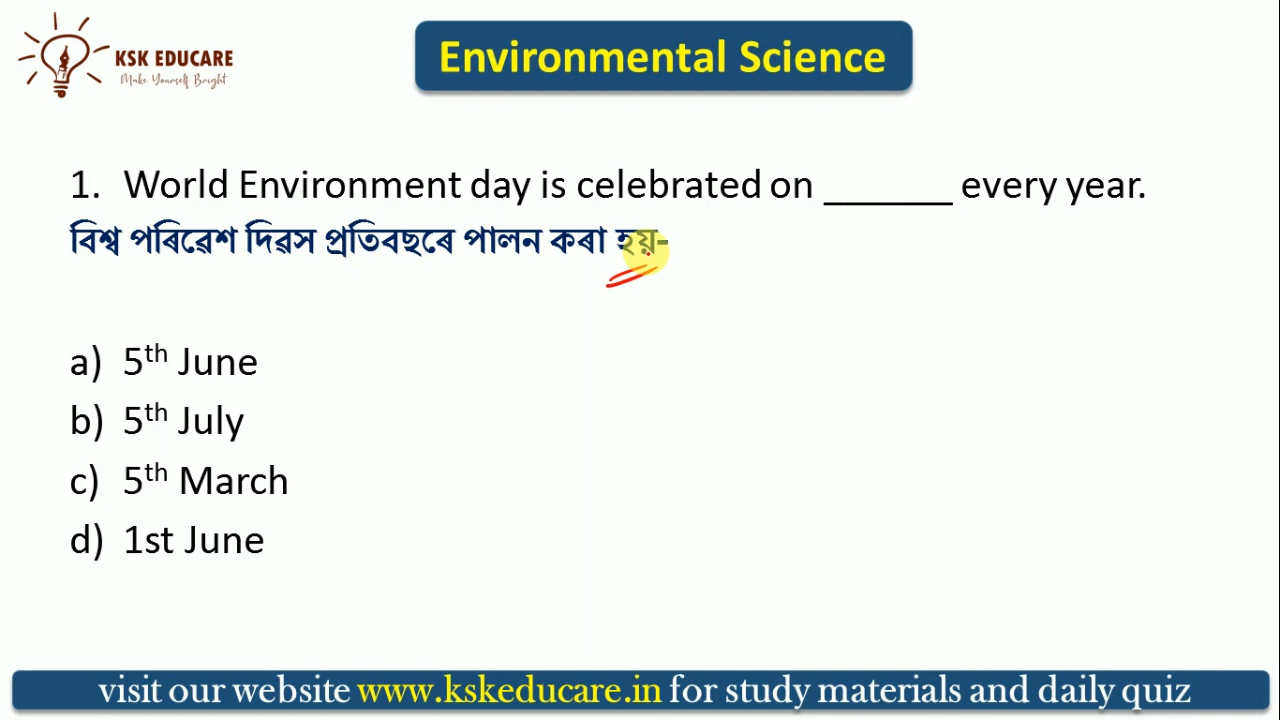 KSK EDUCARE
Make Yourself Bright
Environmental Science
1. World Environment day is celebrated on ______ every year.
বিশ্ব পৰিৱেশ দিৱস প্ৰতিবছৰে পালন কৰা হয়-
a) 5th June
b) 5th July
c) 5th March
d) 1st June
visit our website www.kskeducare.in for study materials and daily quiz